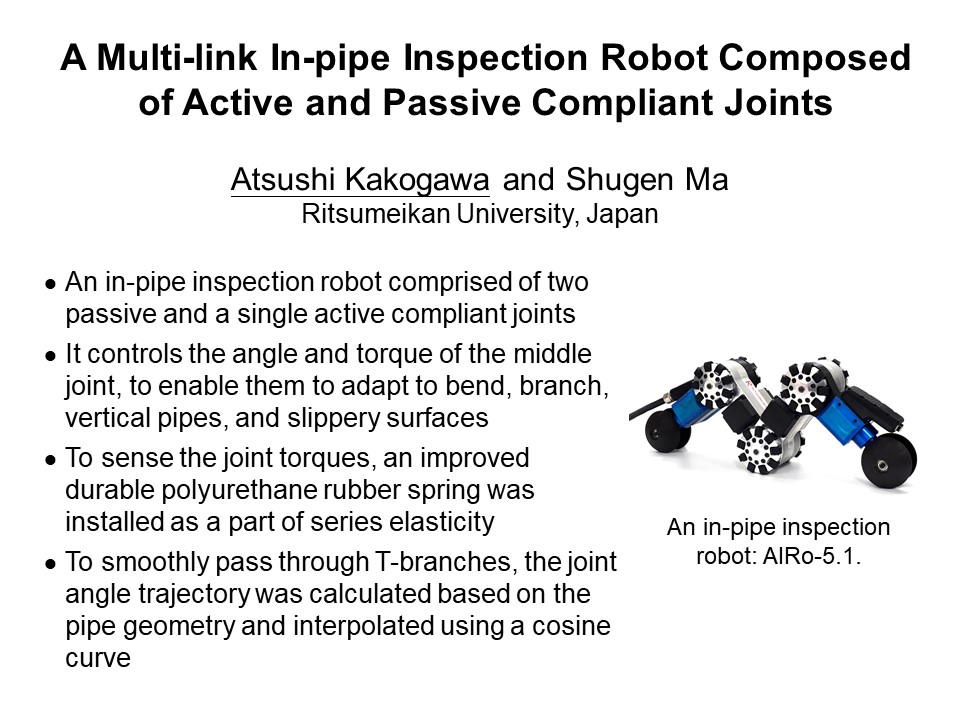 A Multi-link In-pipe Inspection Robot Composed
of Active and Passive Compliant Joints
Atsushi Kakogawa and Shugen Ma
Ritsumeikan University, Japan
● An in-pipe inspection robot comprised of two
passive and a single active compliant joints
● It controls the angle and torque of the middle
joint, to enable them to adapt to bend, branch,
vertical pipes, and slippery surfaces
● To sense the joint torques, an improved
durable polyurethane rubber spring was
installed as a part of series elasticity
● To smoothly pass through T-branches, the joint
angle trajectory was calculated based on the
pipe geometry and interpolated using a cosine
curve
An in-pipe inspection
robot: AIRo-5.1.